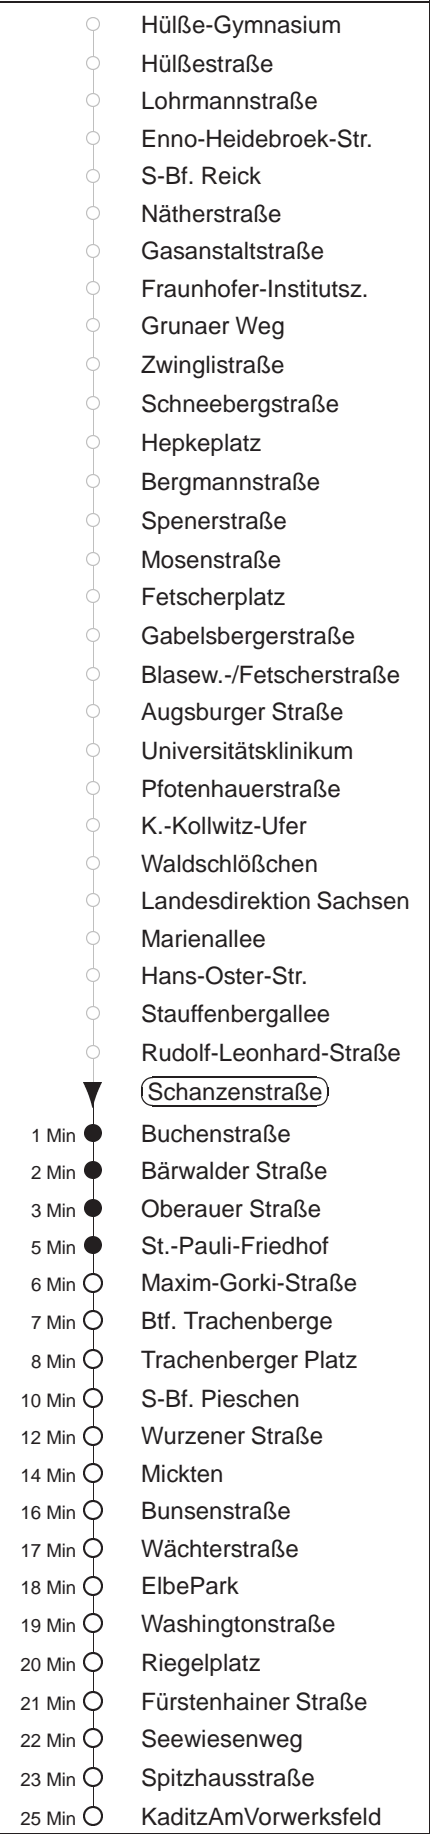 Hülße-Gymnasium
Hülßestraße
Lohrmannstraße
Enno-Heidebroek-Str.
S-Bf. Reick
Nätherstraße
Gasanstaltstraße
Fraunhofer-Institutsz.
Grunaer Weg
Zwinglistraße
Schneebergstraße
Hepkeplatz
Bergmannstraße
Spenerstraße
Mosenstraße
Fetscherplatz
Gabelsbergerstraße
Blasew.-/Fetscherstraße
Augsburger Straße
Universitätsklinikum
Pfotenhauerstraße
K.-Kollwitz-Ufer
Waldschlößchen
Landesdirektion Sachsen
Marienallee
Hans-Oster-Str.
Stauffenbergallee
Rudolf-Leonhard-Straße
Schanzenstraße
1 Min Buchenstraße
2 Min Bärwalder Straße
3 Min Oberauer Straße
5 Min St.-Pauli-Friedhof
6 Min Maxim-Gorki-Straße
7 Min Btf. Trachenberge
8 Min Trachenberger Platz
10 Min S-Bf. Pieschen
12 Min Wurzener Straße
14 Min Mickten
16 Min Bunsenstraße
17 Min Wächterstraße
18 Min ElbePark
19 Min Washingtonstraße
20 Min Riegelplatz
21 Min Fürstenhainer Straße
22 Min Seewiesenweg
23 Min Spitzhausstraße
25 Min KaditzAmVorwerksfeld